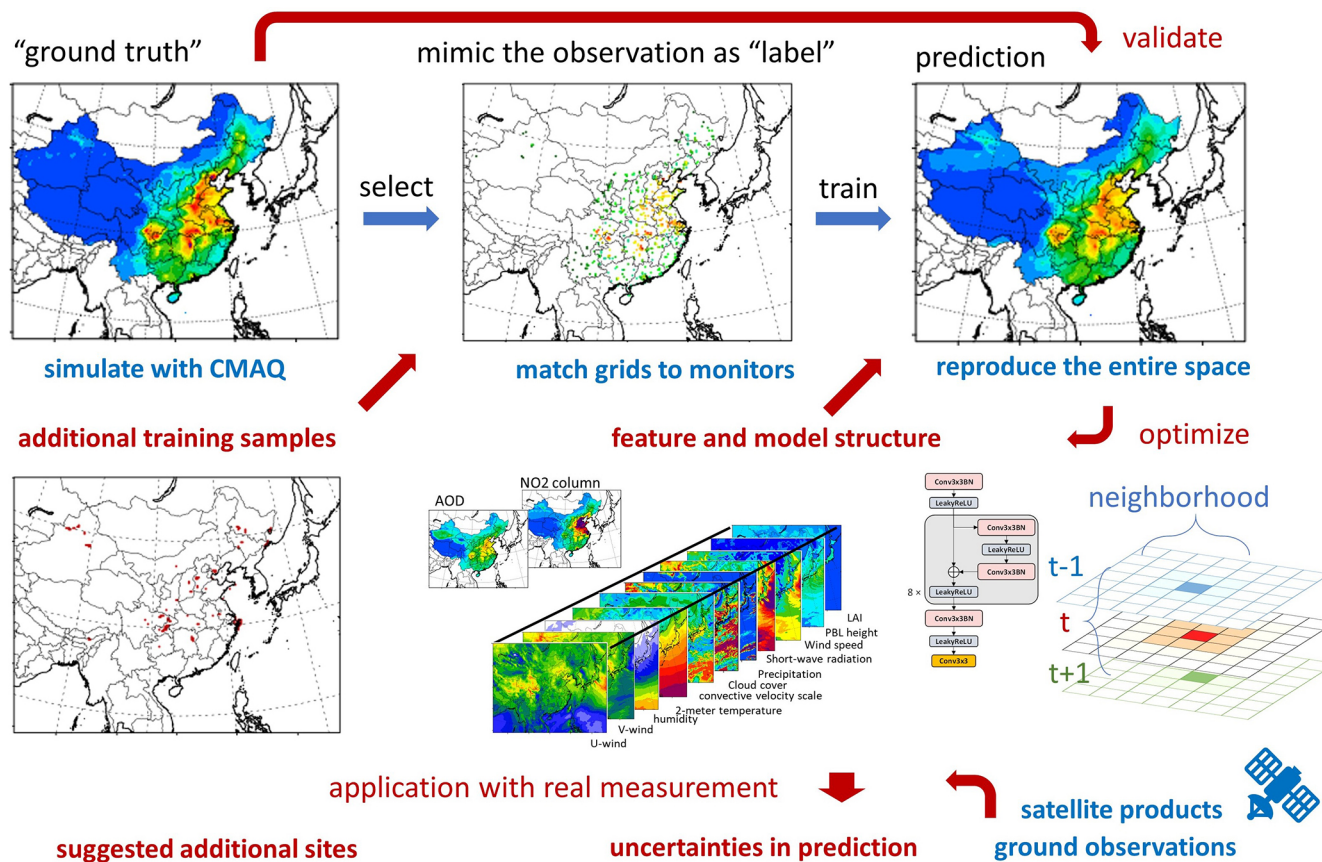 validate
“ground truth”
mimic the observation as “label”
prediction
select
train
simulate with CMAQ
match grids to monitors
reproduce the entire space
additional training samples
feature and model structure
optimize
AOD
NO2 column
LAI
PBL height
Wind speed
Short-wave radiation
Precipitation
Cloud cover
convective velocity scale
2-meter temperature
humidity
V-wind
U-wind
Conv3x3BN
LeakyReLU
Conv3x3BN
LeakyReLU
Conv3x3BN
8 ×
LeakyReLU
Conv3x3BN
LeakyReLU
Conv3x3
neighborhood
t-1
t
t+1
application with real measurement
satellite products
ground observations
suggested additional sites
uncertainties in prediction